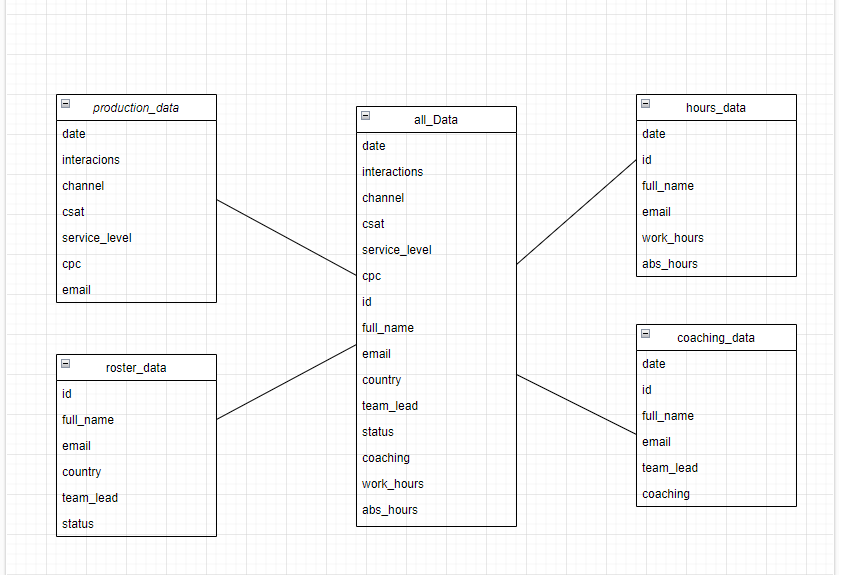 production_data
date
interacions
channel
csat
service_level
cpc
email
roster_data
id
full_name
email
country
team_lead
status
all_Data
date
interactions
channel
csat
service_level
cpc
id
full_name
email
country
team_lead
status
coaching
work_hours
abs_hours
hours_data
date
id
full_name
email
work_hours
abs_hours
coaching_data
date
id
full_name
email
team_lead
coaching